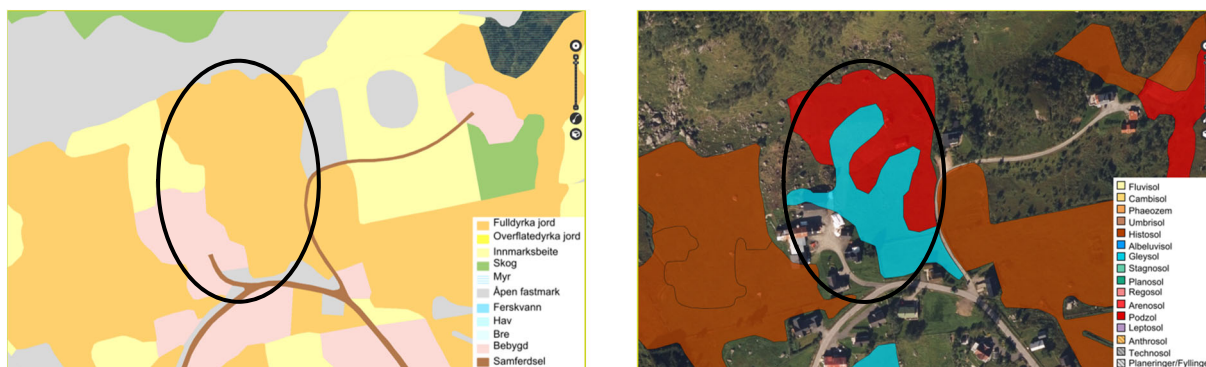 Fulldyrka jord
Overflatedyrka jord
Innmarksbeite
Skog
Myr
Åpen fastmark
Ferskvann
Hav
Bre
Bebygd
Samferdsel
Fluvisol
Cambisol
Phaeozem
Umbrisol
Histosol
Albeluvisol
Gleysol
Stagnosol
Planosol
Regosol
Arenosol
Podzol
Leptosol
Anthrosol
Technosol
Planeringer/Fyllinge